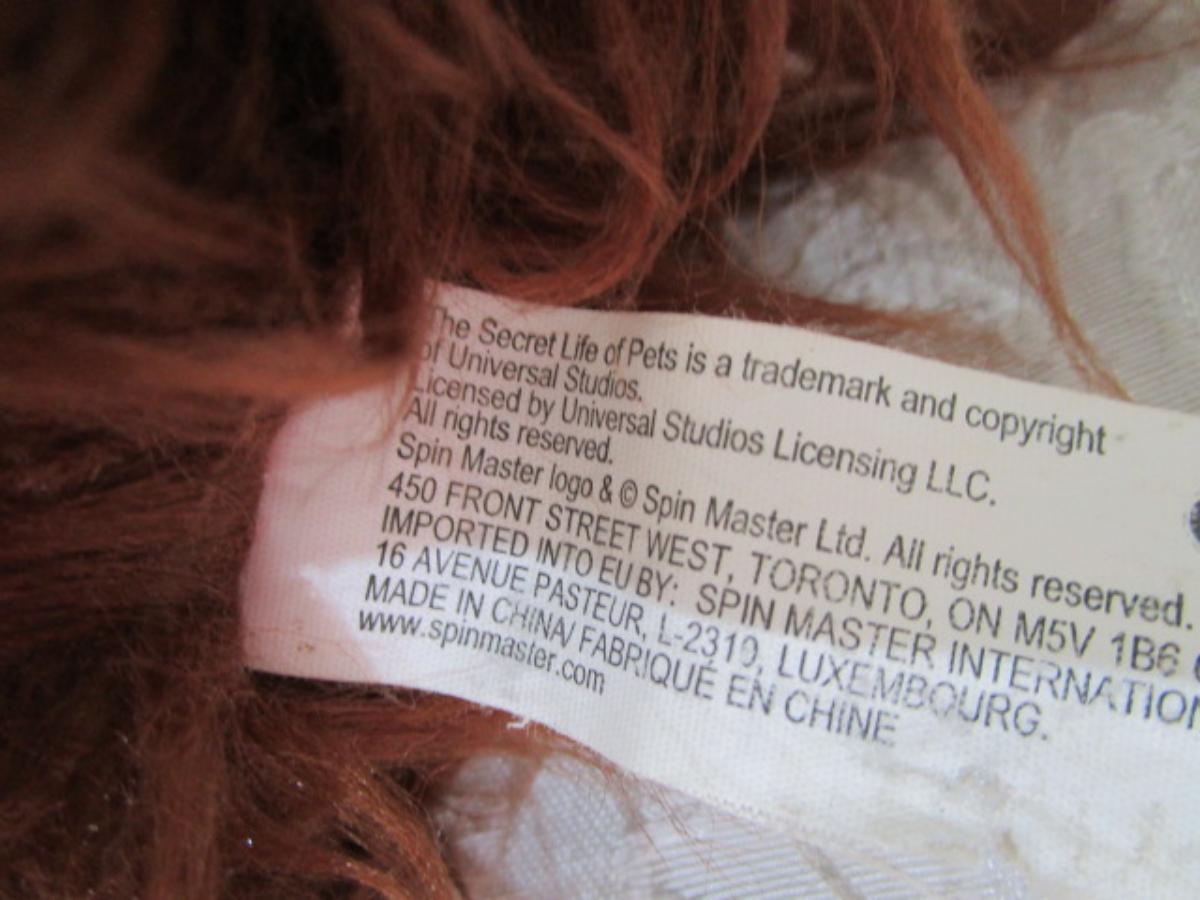 The Secret Life of Pets is a trademark and copyright
of Universal Studios.
Licensed by Universal Studios Licensing LLC.
All rights reserved.
Spin Master logo & © Spin Master Ltd. All rights reserved.
450 FRONT STREET WEST, TORONTO, ON M5V 1B6
IMPORTED INTO EU BY: SPIN MASTER INTERNATION
16 AVENUE PASTEUR, L-2310, LUXEMBOURG.
MADE IN CHINA/ FABRIQUÉ EN CHINE
www.spinmaster.com